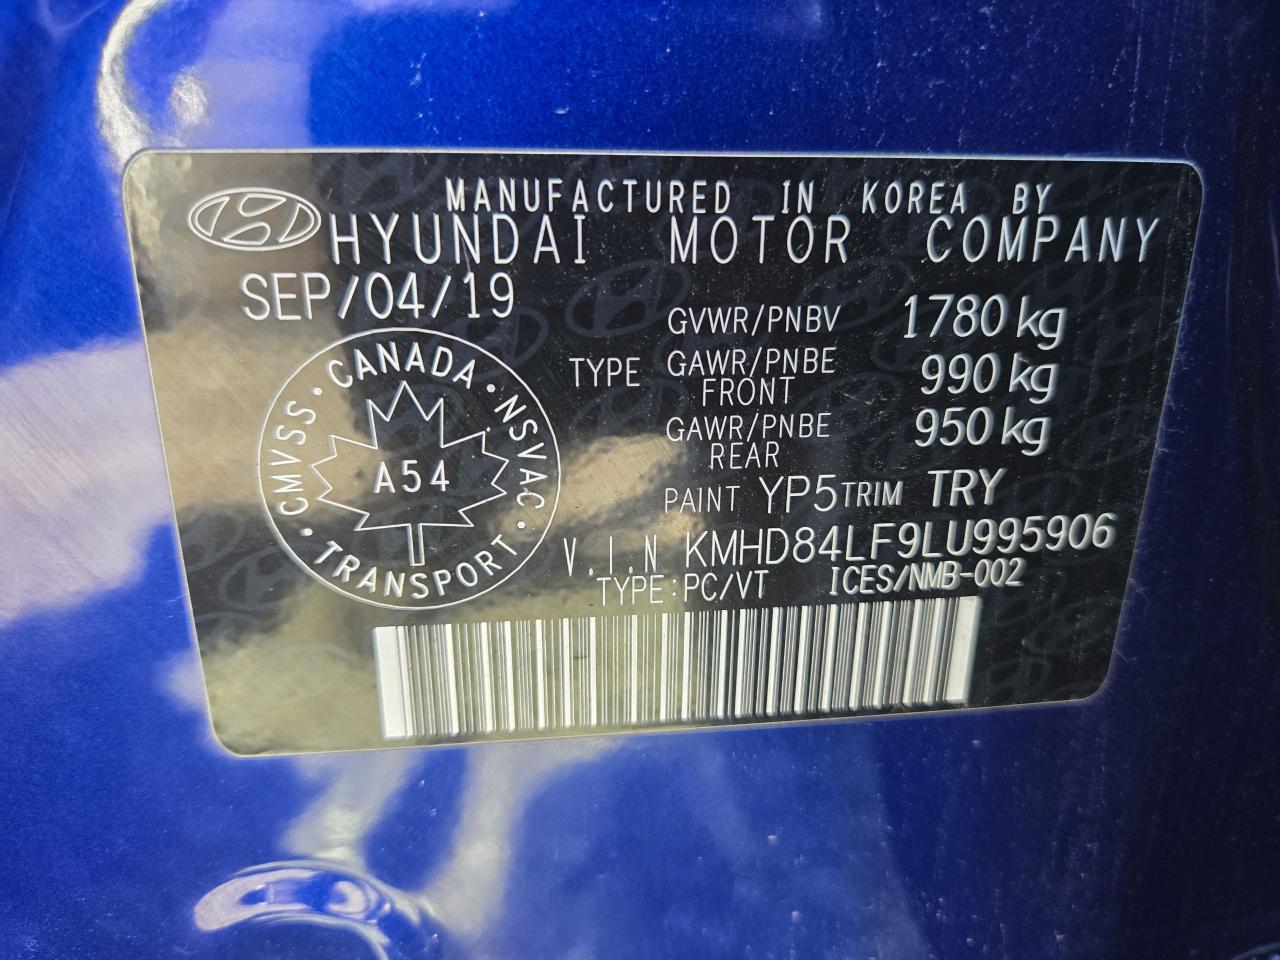 MANUFACTURED IN KOREA BY
HYUNDAI MOTOR COMPANY
SEP/04/19
GVWR/PNBV 1780 kg
TYPE GAWR/PNBE FRONT 990 kg
GAWR/PNBE REAR 950 kg
CANADA · NSVAC · TRANSPORT · CMVSS ·
A54
PAINT YP5 TRIM TRY
V.I.N KMHD84LF9LU995906
TYPE:PC/VT ICES/NMB-002